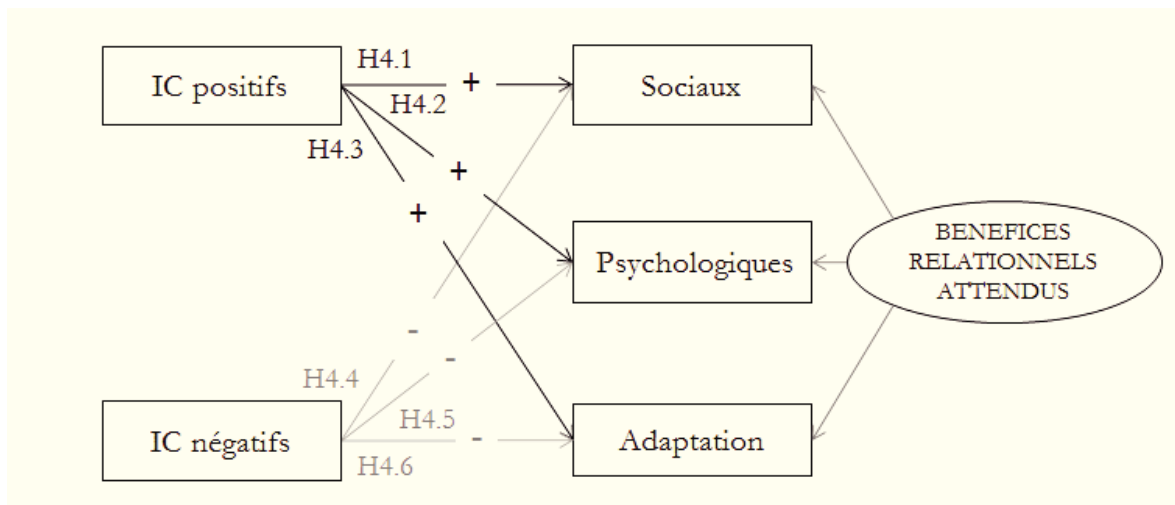 H4.1
IC positifs
+
Sociaux
H4.2
H4.3
+
+
BENEFICES
RELATIONNELS
ATTENDUS
Psychologiques
-
-
H4.4
H4.5
IC négatifs
-
Adaptation
H4.6